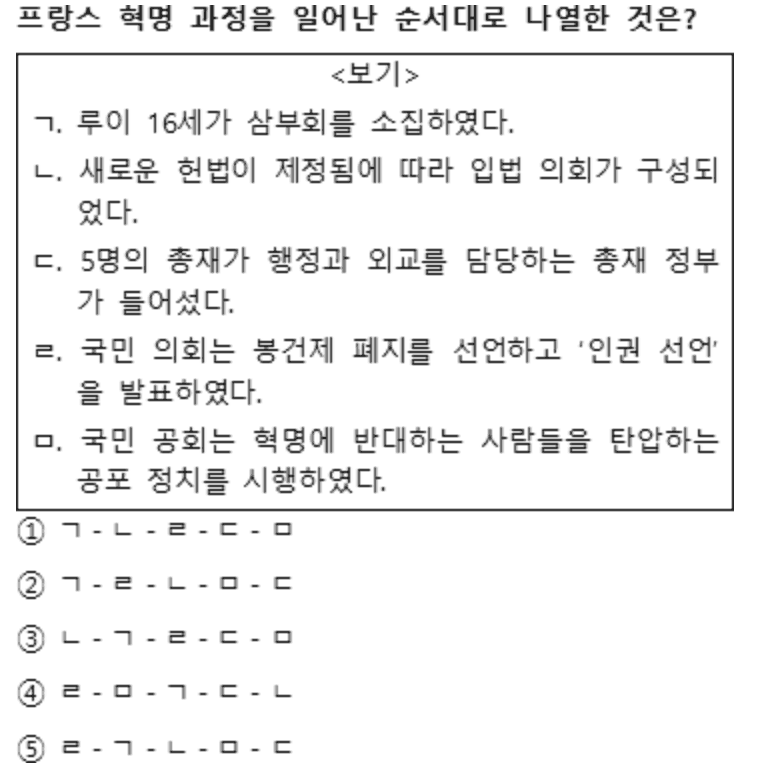 프랑스 혁명 과정을 일어난 순서대로 나열한 것은?
<보기>
ㄱ. 루이 16세가 삼부회를 소집하였다.
ㄴ. 새로운 헌법이 제정됨에 따라 입법 의회가 구성되
었다.
ㄷ. 5명의 총재가 행정과 외교를 담당하는 총재 정부
가 들어섰다.
ㄹ. 국민 의회는 봉건제 폐지를 선언하고 ‘인권 선언’
을 발표하였다.
ㅁ. 국민 공회는 혁명에 반대하는 사람들을 탄압하는
공포 정치를 시행하였다.
① ㄱ - ㄴ - ㄹ - ㄷ - ㅁ
② ㄱ - ㄹ - ㄴ - ㅁ - ㄷ
③ ㄴ - ㄱ - ㄹ - ㄷ - ㅁ
④ ㄹ - ㅁ - ㄱ - ㄷ - ㄴ
⑤ ㄹ - ㄱ - ㄴ - ㅁ - ㄷ